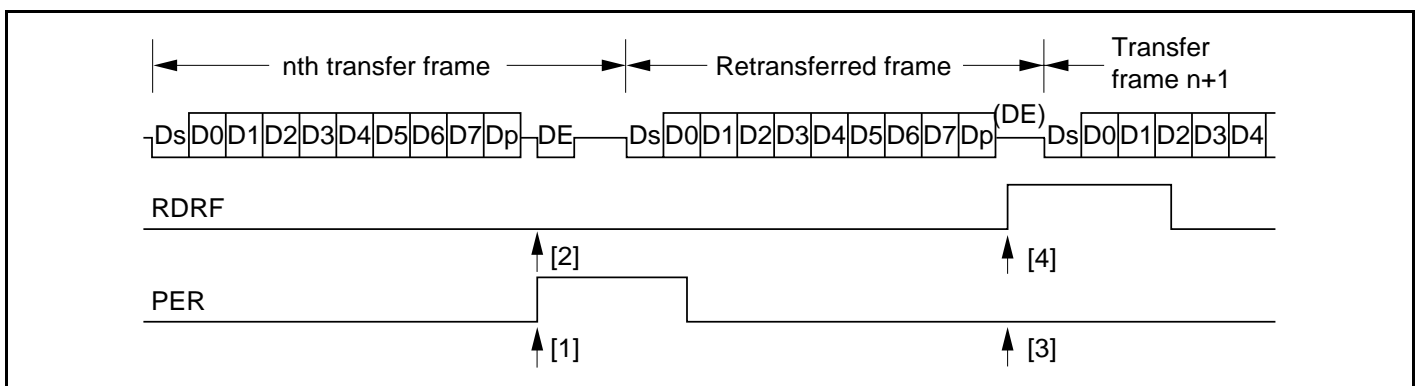 nth transfer frame
Retransferred frame
Transfer
frame n+1
(DE)
Ds D0 D1 D2 D3 D4 D5 D6 D7 Dp DE Ds D0 D1 D2 D3 D4 D5 D6 D7 Dp Ds D0 D1 D2 D3 D4
RDRF
[2] [4]
PER
[1] [3]